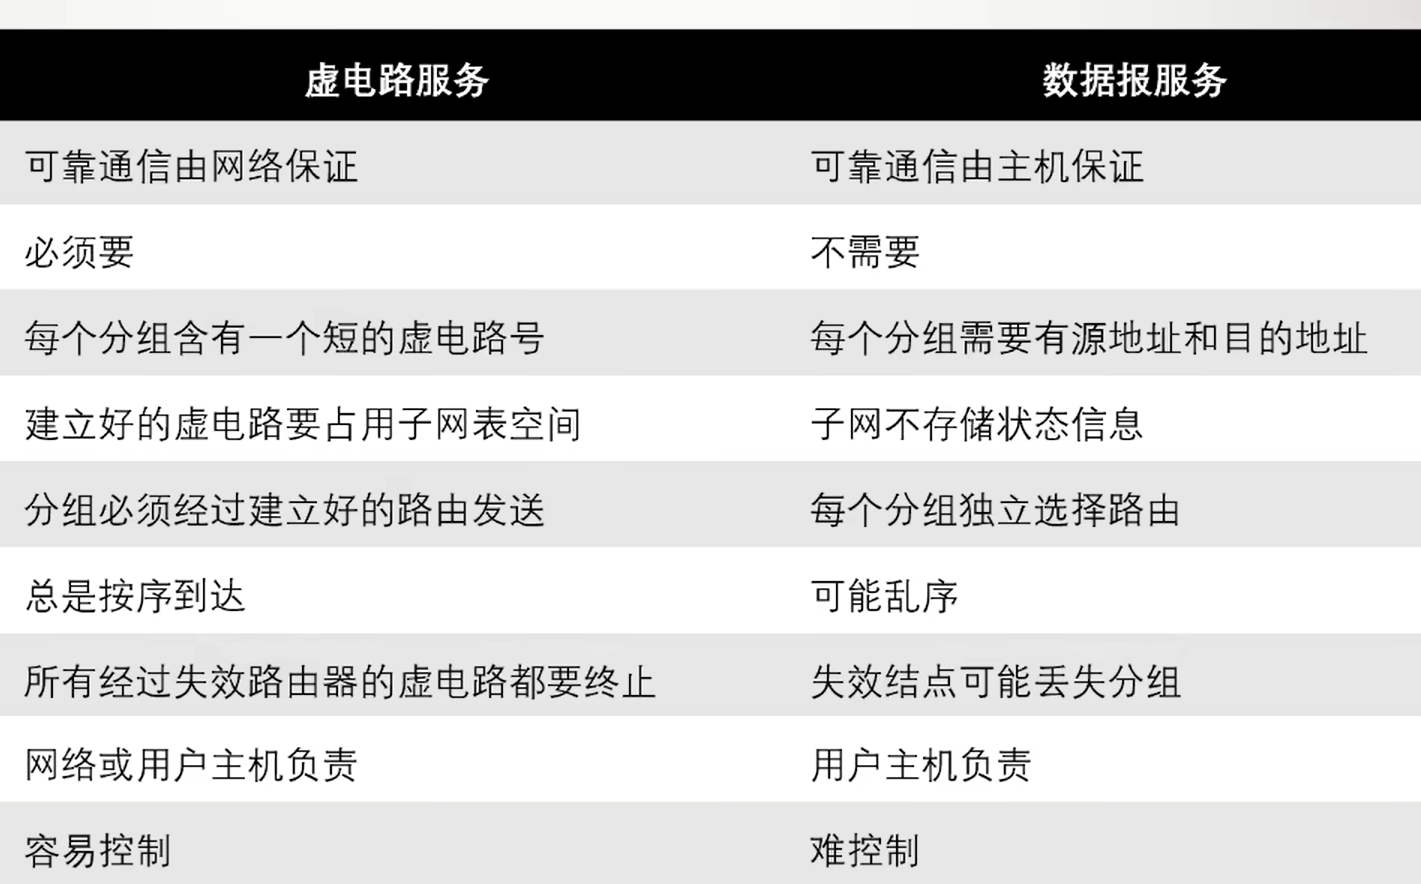 虚电路服务 数据报服务
可靠通信由网络保证 可靠通信由主机保证
必须要 不需要
每个分组含有一个短的虚电路号 每个分组需要有源地址和目的地址
建立好的虚电路要占用子网表空间 子网不存储状态信息
分组必须经过建立好的路由发送 每个分组独立选择路由
总是按序到达 可能乱序
所有经过失效路由器的虚电路都要终止 失效结点可能丢失分组
网络或用户主机负责 用户主机负责
容易控制 难控制